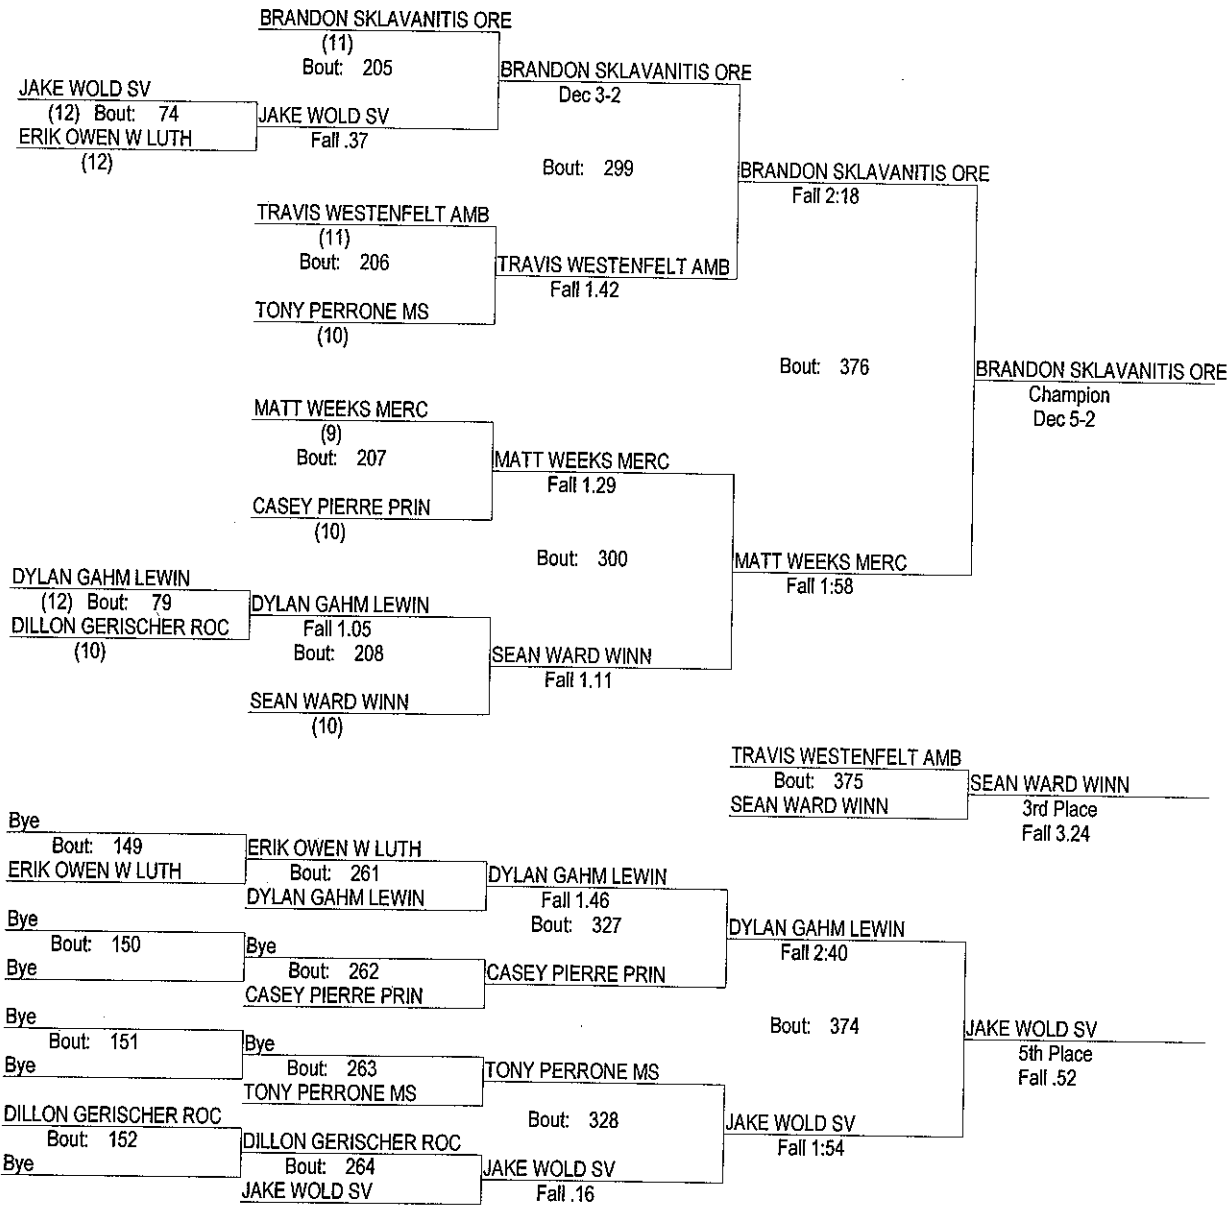 BRANDON SKLAVANITIS ORE
(11)
Bout: 205
BRANDON SKLAVANITIS ORE
Dec 3-2
JAKE WOLD SV
(12) Bout: 74
JAKE WOLD SV
Fall .37
ERIK OWEN W LUTH
(12)
Bout: 299
BRANDON SKLAVANITIS ORE
Fall 2:18
TRAVIS WESTENFELT AMB
(11)
Bout: 206
TRAVIS WESTENFELT AMB
Fall 1.42
TONY PERRONE MS
(10)
Bout: 376
BRANDON SKLAVANITIS ORE
Champion
Dec 5-2
MATT WEEKS MERC
(9)
Bout: 207
MATT WEEKS MERC
Fall 1.29
CASEY PIERRE PRIN
(10)
Bout: 300
MATT WEEKS MERC
Fall 1:58
DYLAN GAHM LEWIN
(12) Bout: 79
DYLAN GAHM LEWIN
Fall 1.05
DILLON GERISCHER ROC
(10)
Bout: 208
SEAN WARD WINN
Fall 1.11
SEAN WARD WINN
(10)
TRAVIS WESTENFELT AMB
Bout: 375
SEAN WARD WINN
SEAN WARD WINN
3rd Place
Fall 3.24
Bye
Bout: 149
ERIK OWEN W LUTH
ERIK OWEN W LUTH
Bout: 261
DYLAN GAHM LEWIN
DYLAN GAHM LEWIN
Fall 1.46
Bout: 327
DYLAN GAHM LEWIN
Fall 2:40
Bye
Bout: 150
Bye
Bye
Bout: 262
CASEY PIERRE PRIN
CASEY PIERRE PRIN
Bye
Bout: 151
Bye
Bye
Bout: 263
TONY PERRONE MS
TONY PERRONE MS
Bout: 374
JAKE WOLD SV
5th Place
Fall .52
Bout: 328
JAKE WOLD SV
Fall 1:54
DILLON GERISCHER ROC
Bout: 152
Bye
DILLON GERISCHER ROC
Bout: 264
JAKE WOLD SV
JAKE WOLD SV
Fall .16